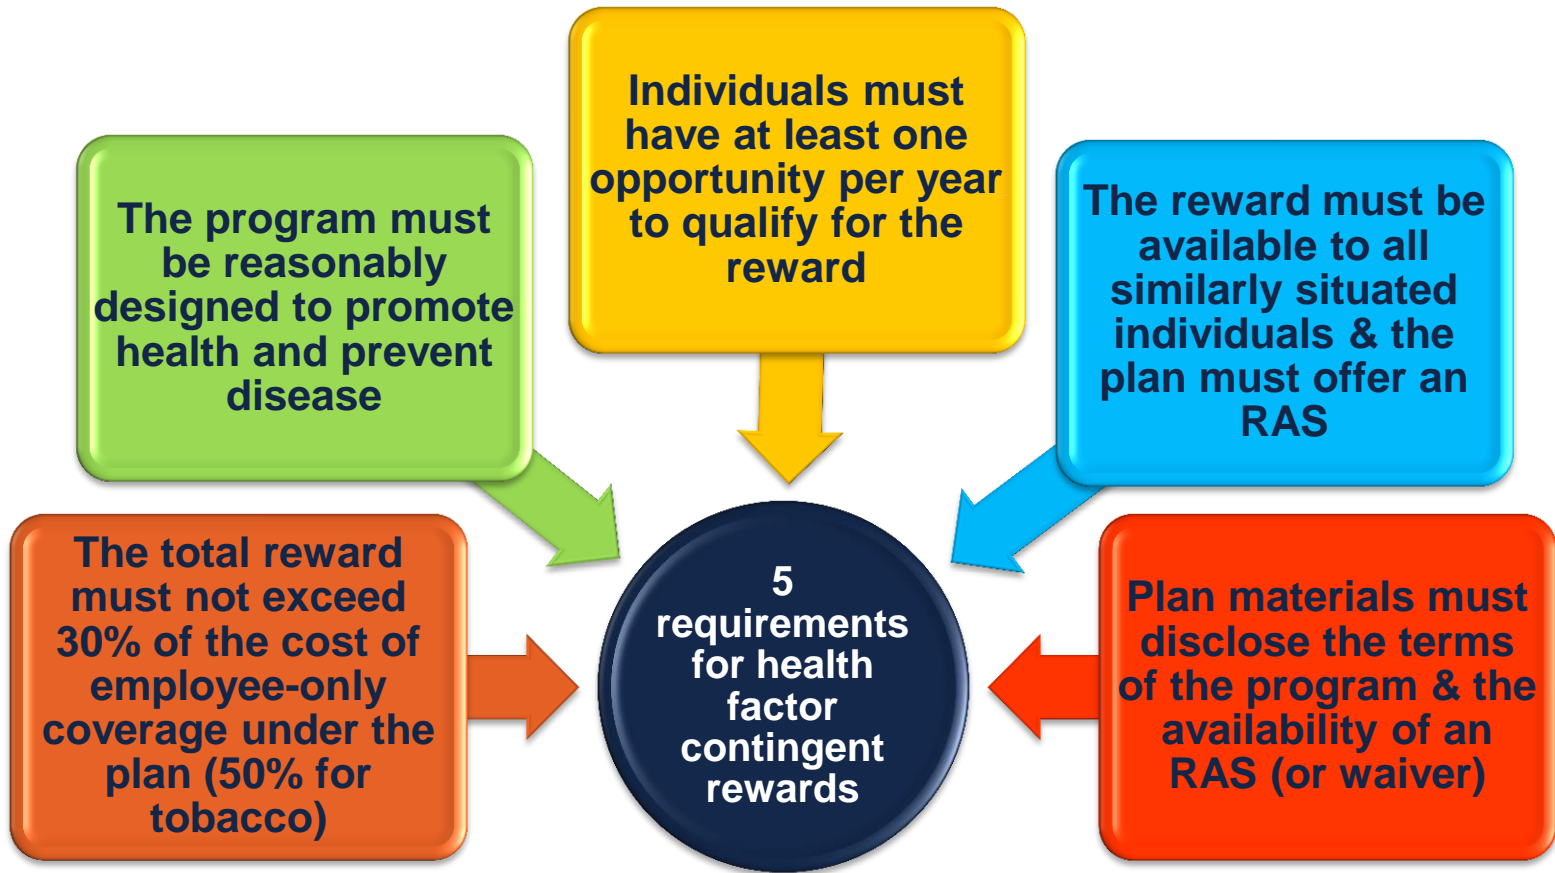 The total reward
must not exceed
30% of the cost of
employee-only
coverage under the
plan (50% for
tobacco)
The program must
be reasonably
designed to promote
health and prevent
disease
Individuals must
have at least one
opportunity per year
to qualify for the
reward
The reward must be
available to all
similarly situated
individuals & the
plan must offer an
RAS
Plan materials must
disclose the terms
of the program & the
availability of an
RAS (or waiver)
5
requirements
for health
factor
contingent
rewards